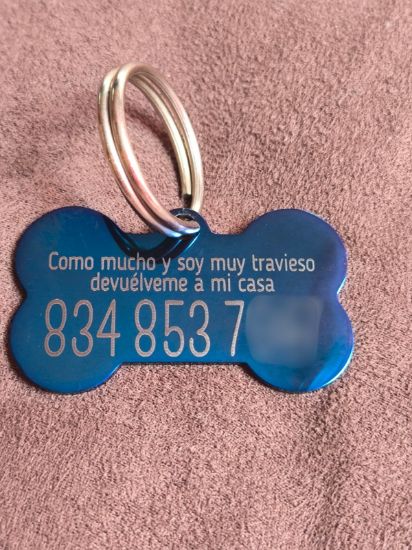 Como mucho y soy muy travieso
devuélveme a mi casa
834 853 7